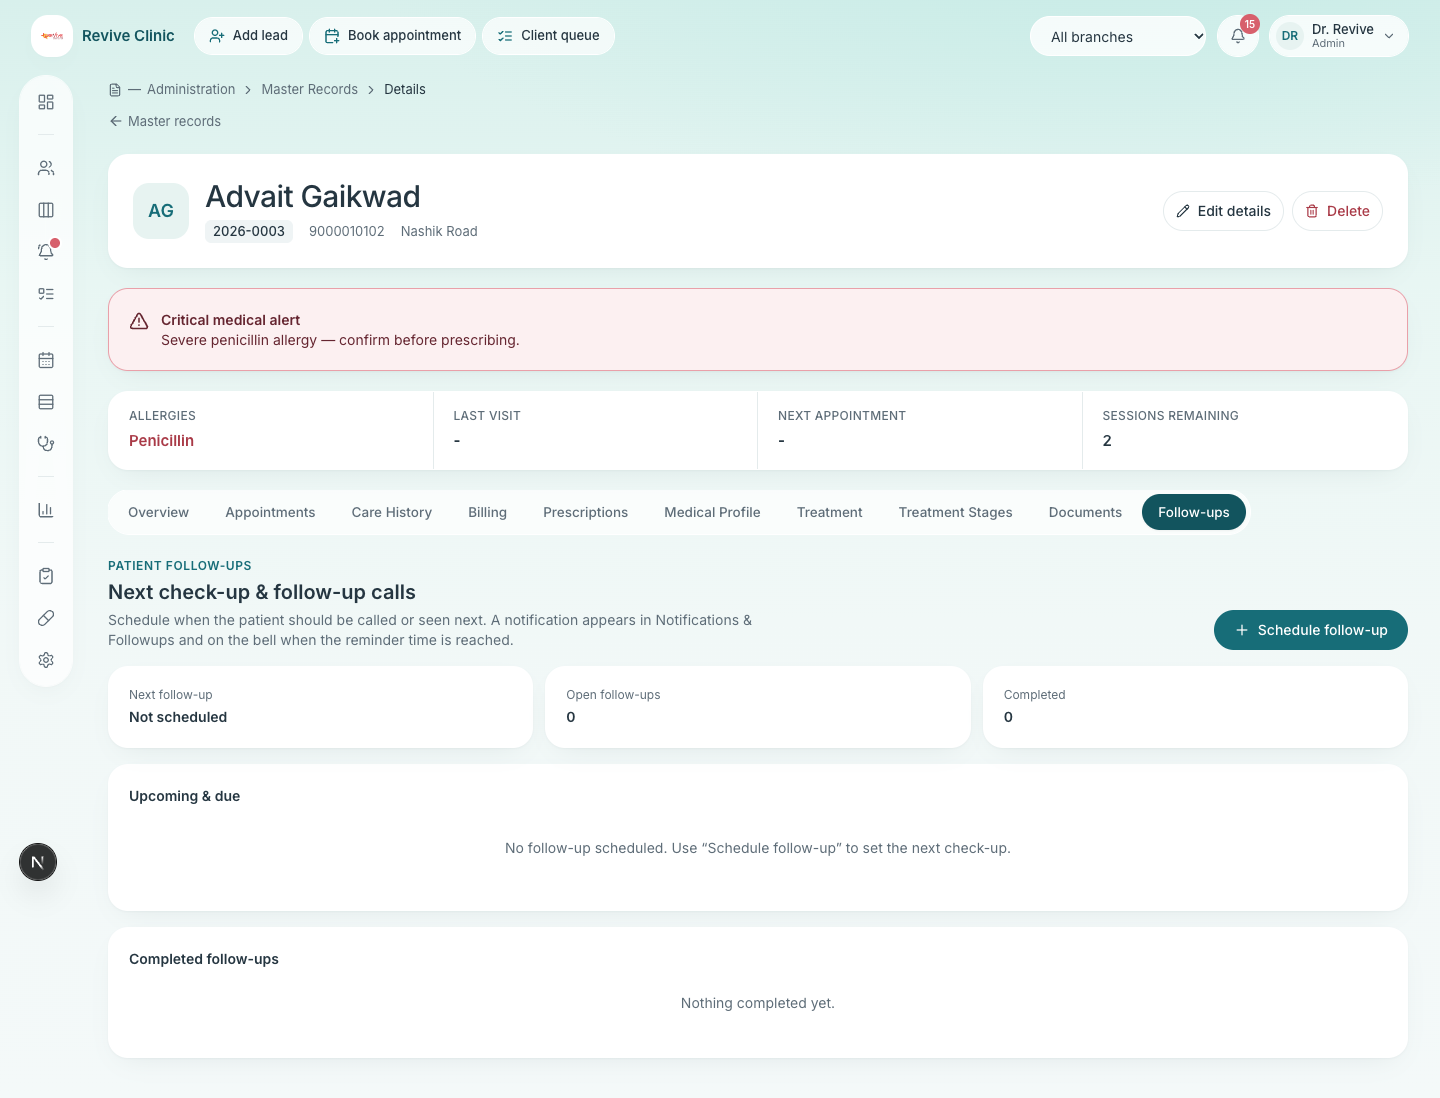 Revive Clinic
Add lead
Book appointment
Client queue
All branches
15
DR
Dr. Revive
Admin
— Administration > Master Records > Details
Master records
AG
Advait Gaikwad
2026-0003
9000010102
Nashik Road
Edit details
Delete
Critical medical alert
Severe penicillin allergy — confirm before prescribing.
ALLERGIES
Penicillin
LAST VISIT
-
NEXT APPOINTMENT
-
SESSIONS REMAINING
2
Overview
Appointments
Care History
Billing
Prescriptions
Medical Profile
Treatment
Treatment Stages
Documents
Follow-ups
PATIENT FOLLOW-UPS
Next check-up & follow-up calls
Schedule when the patient should be called or seen next. A notification appears in Notifications &
Followups and on the bell when the reminder time is reached.
Schedule follow-up
Next follow-up
Not scheduled
Open follow-ups
0
Completed
0
Upcoming & due
No follow-up scheduled. Use “Schedule follow-up” to set the next check-up.
N
Completed follow-ups
Nothing completed yet.